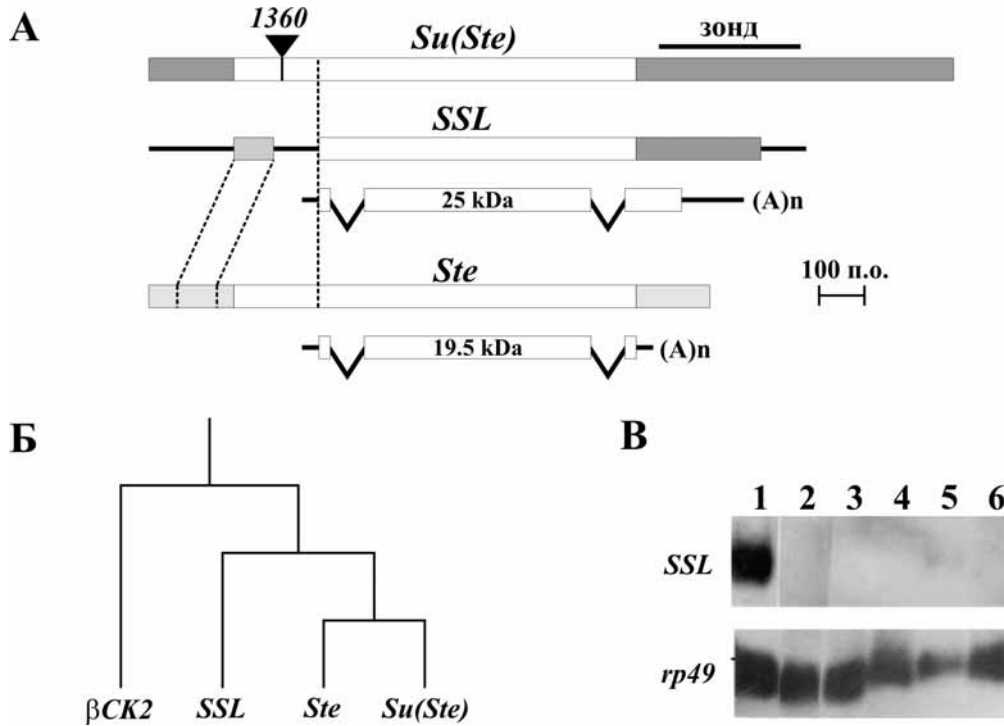 А
1360
Su(Ste)
зонд
SSL
25 kDa
(A)n
Ste
100 п.о.
19.5 kDa
(A)n
Б
βCK2 SSL Ste Su(Ste)
В
1 2 3 4 5 6
SSL
rp49